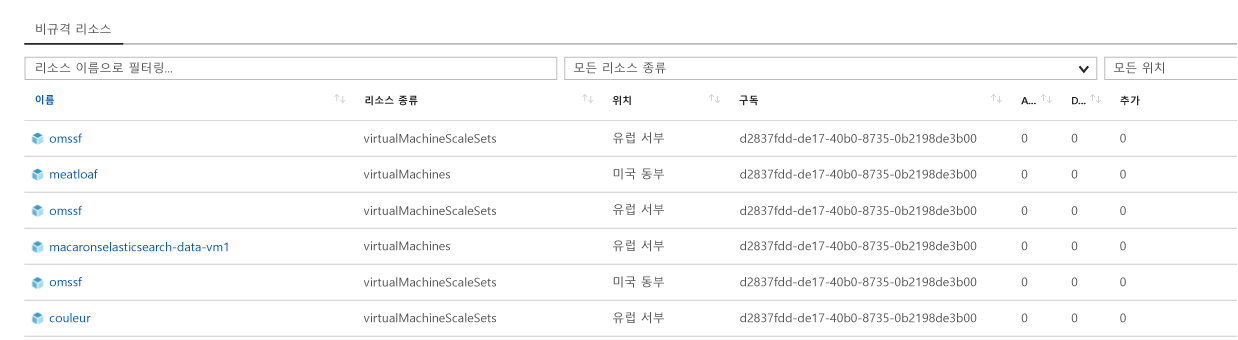 비규격 리소스
리소스 이름으로 필터링... 모든 리소스 종류 모든 위치
이름 리소스 종류 위치 구독 A... D... 추가
omssf virtualMachineScaleSets 유럽 서부 d2837fdd-de17-40b0-8735-0b2198de3b00 0 0 0
meatloaf virtualMachines 미국 동부 d2837fdd-de17-40b0-8735-0b2198de3b00 0 0 0
omssf virtualMachineScaleSets 유럽 서부 d2837fdd-de17-40b0-8735-0b2198de3b00 0 0 0
macaronselasticsearch-data-vm1 virtualMachines 유럽 서부 d2837fdd-de17-40b0-8735-0b2198de3b00 0 0 0
omssf virtualMachineScaleSets 미국 동부 d2837fdd-de17-40b0-8735-0b2198de3b00 0 0 0
couleur virtualMachineScaleSets 유럽 서부 d2837fdd-de17-40b0-8735-0b2198de3b00 0 0 0